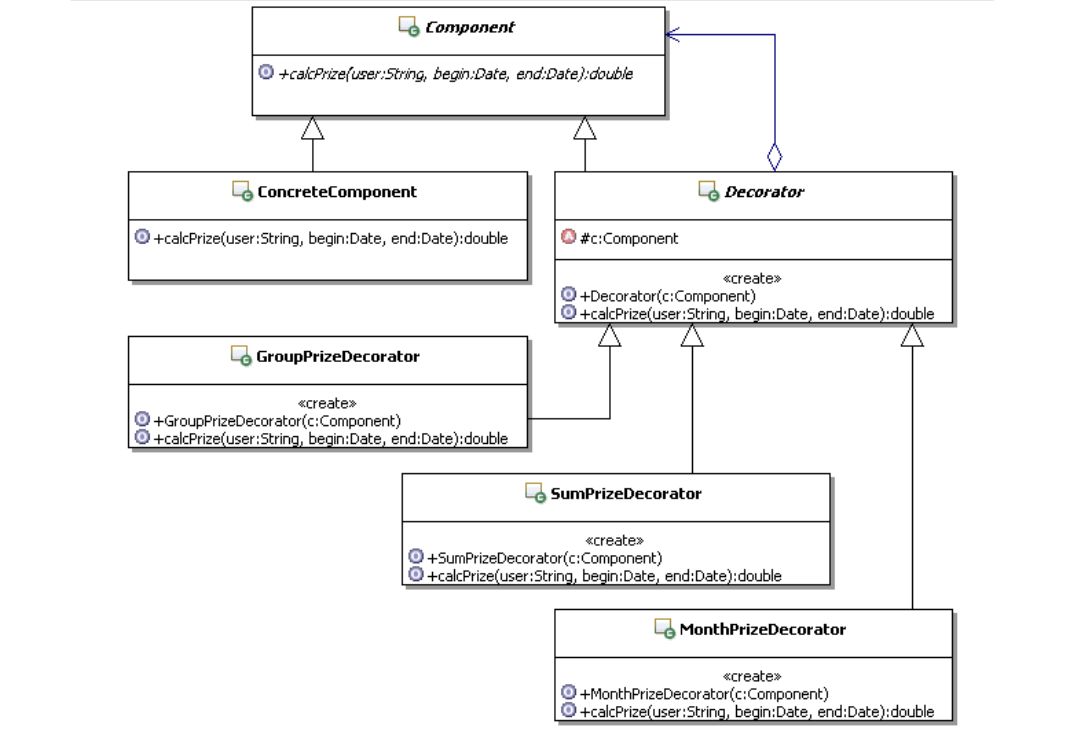 Component
+calcPrize(user:String, begin:Date, end:Date):double
ConcreteComponent
+calcPrize(user:String, begin:Date, end:Date):double
Decorator
#c:Component
«create»
+Decorator(c:Component)
+calcPrize(user:String, begin:Date, end:Date):double
GroupPrizeDecorator
«create»
+GroupPrizeDecorator(c:Component)
+calcPrize(user:String, begin:Date, end:Date):double
SumPrizeDecorator
«create»
+SumPrizeDecorator(c:Component)
+calcPrize(user:String, begin:Date, end:Date):double
MonthPrizeDecorator
«create»
+MonthPrizeDecorator(c:Component)
+calcPrize(user:String, begin:Date, end:Date):double